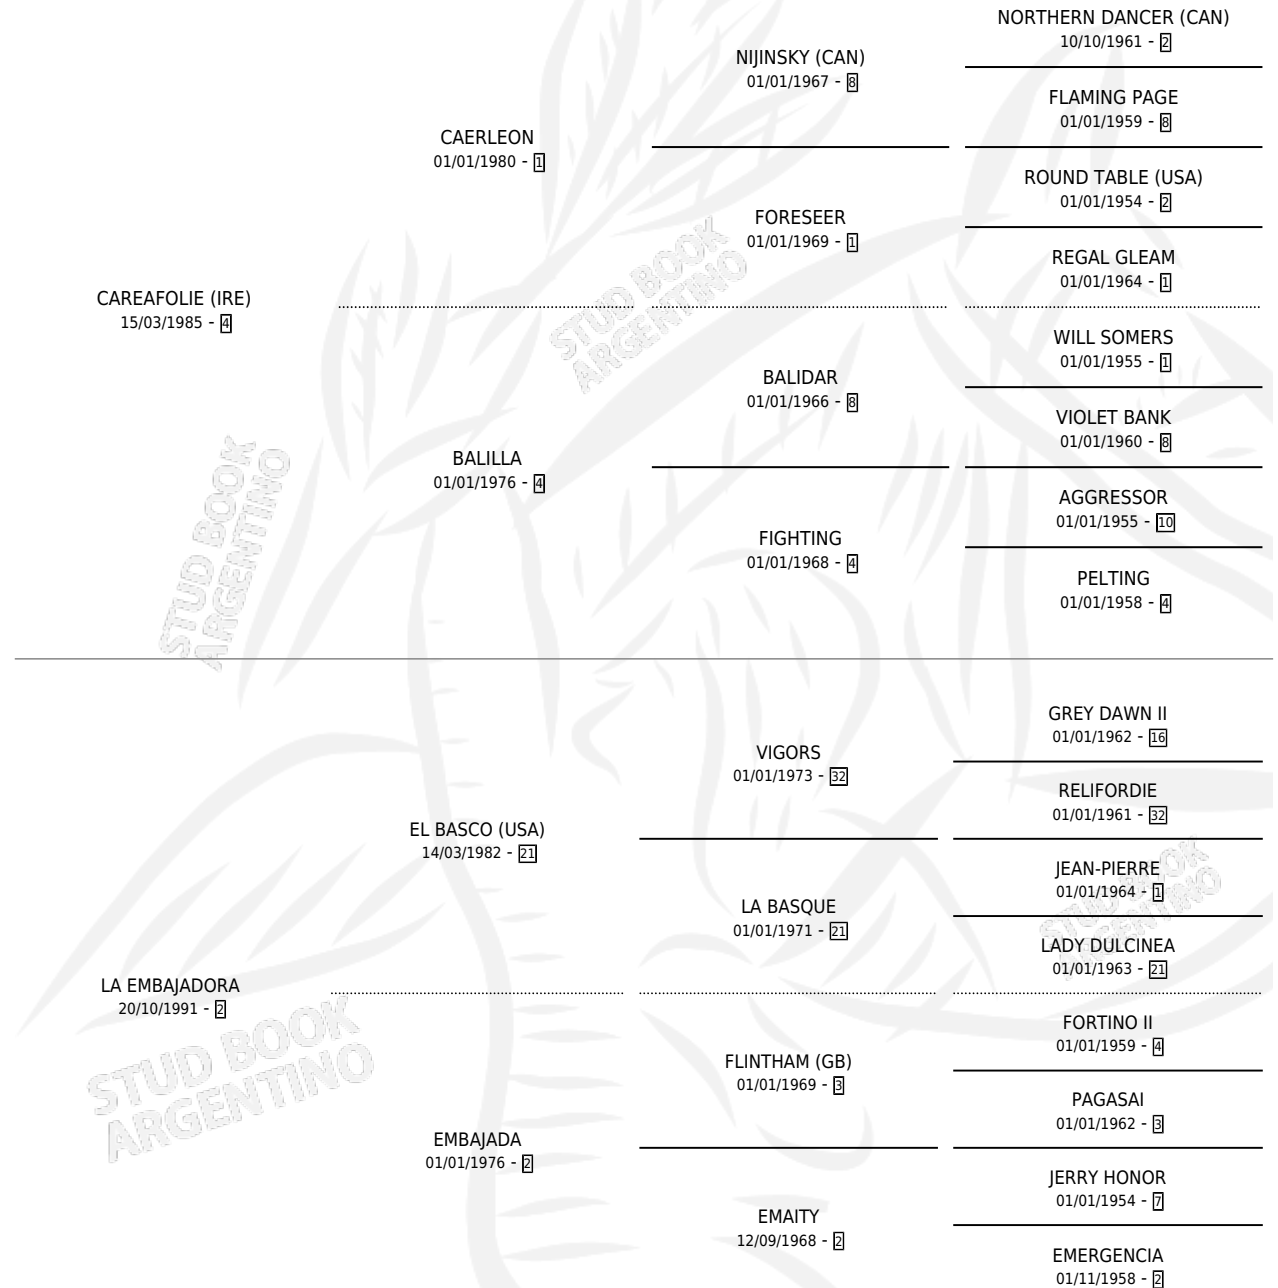 NORTHERN DANCER (CAN)
10/10/1961 - 2
NIJINSKY (CAN)
01/01/1967 - 8
FLAMING PAGE
01/01/1959 - 8
CAERLEON
01/01/1980 - 1
ROUND TABLE (USA)
01/01/1954 - 2
FORESEER
01/01/1969 - 1
REGAL GLEAM
01/01/1964 - 1
CAREAFOLIE (IRE)
15/03/1985 - 4
STUD BOOK
ARGENTINO
WILL SOMERS
01/01/1955 - 1
BALIDAR
01/01/1966 - 8
VIOLET BANK
01/01/1960 - 8
BALILLA
01/01/1976 - 4
AGGRESSOR
01/01/1955 - 10
FIGHTING
01/01/1968 - 4
PELTING
01/01/1958 - 4
STUD BOOK
ARGENTINO
GREY DAWN II
01/01/1962 - 16
VIGORS
01/01/1973 - 32
RELIFORDIE
01/01/1961 - 32
EL BASCO (USA)
14/03/1982 - 21
JEAN-PIERRE
01/01/1964 - 1
LA BASQUE
01/01/1971 - 21
STUD BOOK
ARGENTINO
LADY DULCINEA
01/01/1963 - 21
LA EMBAJADORA
20/10/1991 - 2
FORTINO II
01/01/1959 - 4
STUD BOOK
ARGENTINO
FLINTHAM (GB)
01/01/1969 - 3
PAGASAI
01/01/1962 - 3
EMBAJADA
01/01/1976 - 2
JERRY HONOR
01/01/1954 - 7
EMAITY
12/09/1968 - 2
EMERGENCIA
01/11/1958 - 2